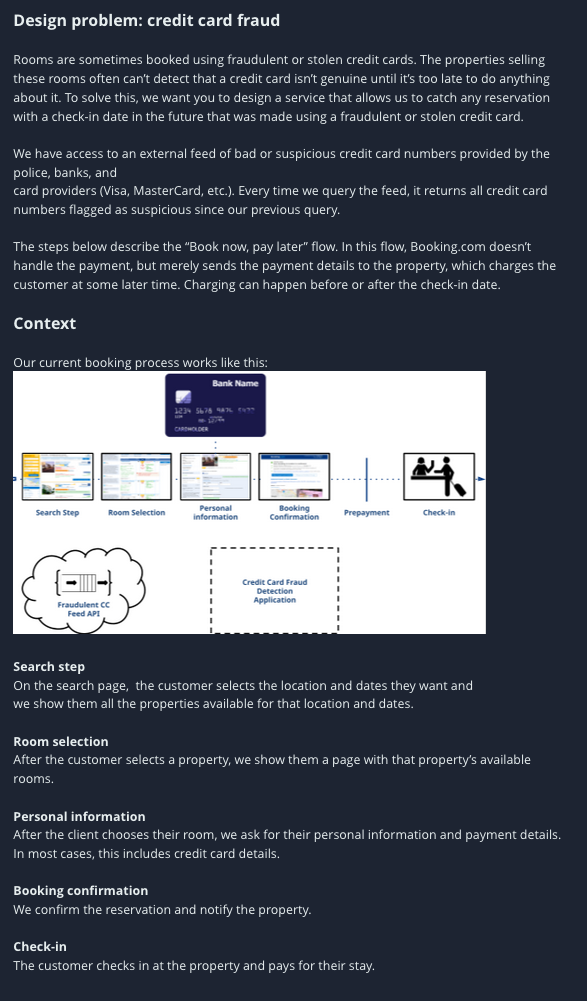 Design problem: credit card fraud
Rooms are sometimes booked using fraudulent or stolen credit cards. The properties selling
these rooms often can't detect that a credit card isn't genuine until it's too late to do anything
about it. To solve this, we want you to design a service that allows us to catch any reservation
with a check-in date in the future that was made using a fraudulent or stolen credit card.
We have access to an external feed of bad or suspicious credit card numbers provided by the
police, banks, and
card providers (Visa, MasterCard, etc.). Every time we query the feed, it returns all credit card
numbers flagged as suspicious since our previous query.
The steps below describe the “Book now, pay later” flow. In this flow, Booking.com doesn't
handle the payment, but merely sends the payment details to the property, which charges the
customer at some later time. Charging can happen before or after the check-in date.
Context
Our current booking process works like this:
Bank Name
CARDHOLDER
Search Step
Room Selection
Personal
information
Booking
Confirmation
Prepayment
Check-in
Fraudulent CC
Feed API
Credit Card Fraud
Detection
Application
Search step
On the search page, the customer selects the location and dates they want and
we show them all the properties available for that location and dates.
Room selection
After the customer selects a property, we show them a page with that property's available
rooms.
Personal information
After the client chooses their room, we ask for their personal information and payment details.
In most cases, this includes credit card details.
Booking confirmation
We confirm the reservation and notify the property.
Check-in
The customer checks in at the property and pays for their stay.